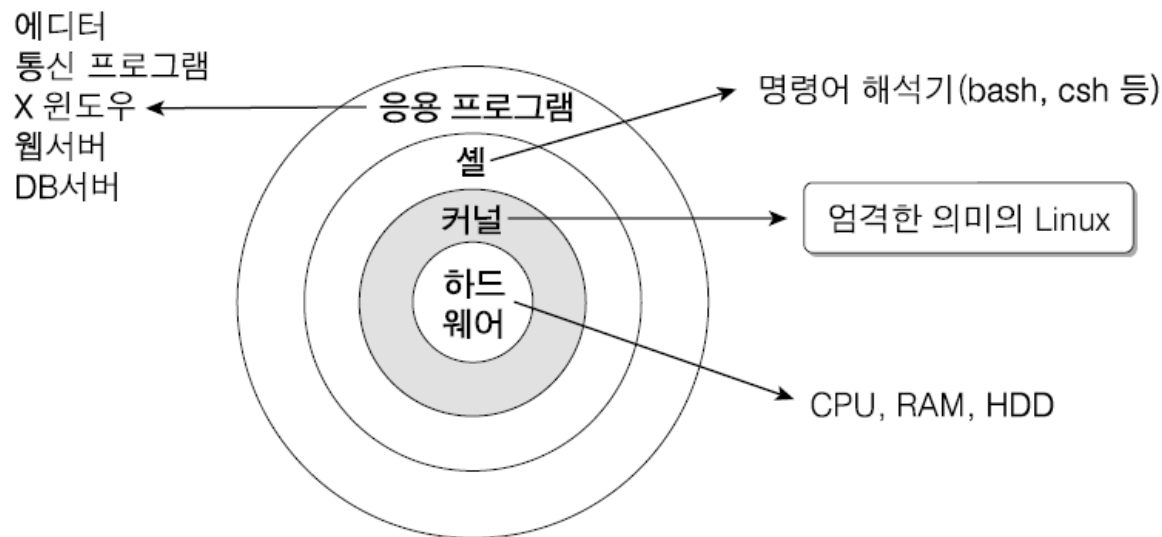 에디터
통신 프로그램
X 윈도우
웹서버
DB서버
응용 프로그램
셸
커널
하드
웨어
명령어 해석기(bash, csh 등)
엄격한 의미의 Linux
CPU, RAM, HDD